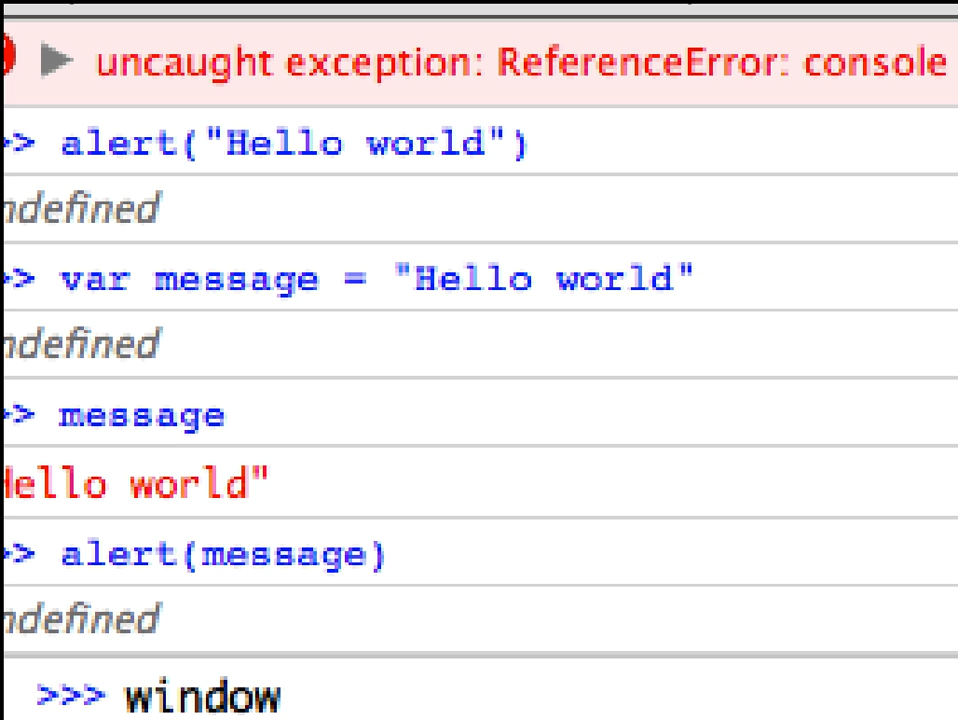 uncaught exception: ReferenceError: console
>> alert("Hello world")
ndefined
>> var message = "Hello world"
ndefined
>> message
Hello world"
>> alert(message)
ndefined
>>> window